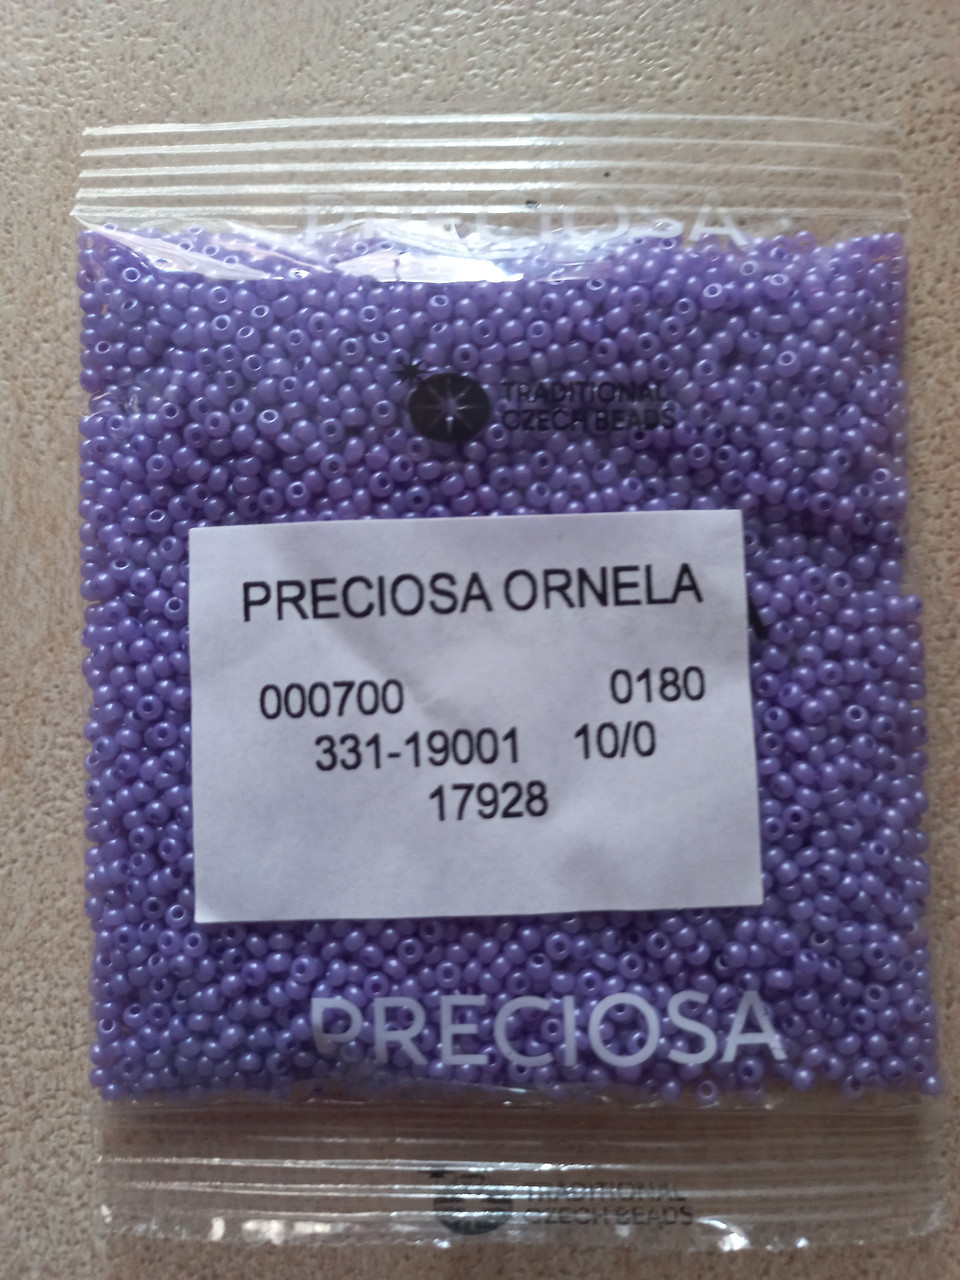 PRECIOSA
TRADITIONAL
CZECH BEADS
PRECIOSA ORNELA
000700 0180
331-19001 10/0
17928
PRECIOSA
TRADITIONAL
CZECH BEADS